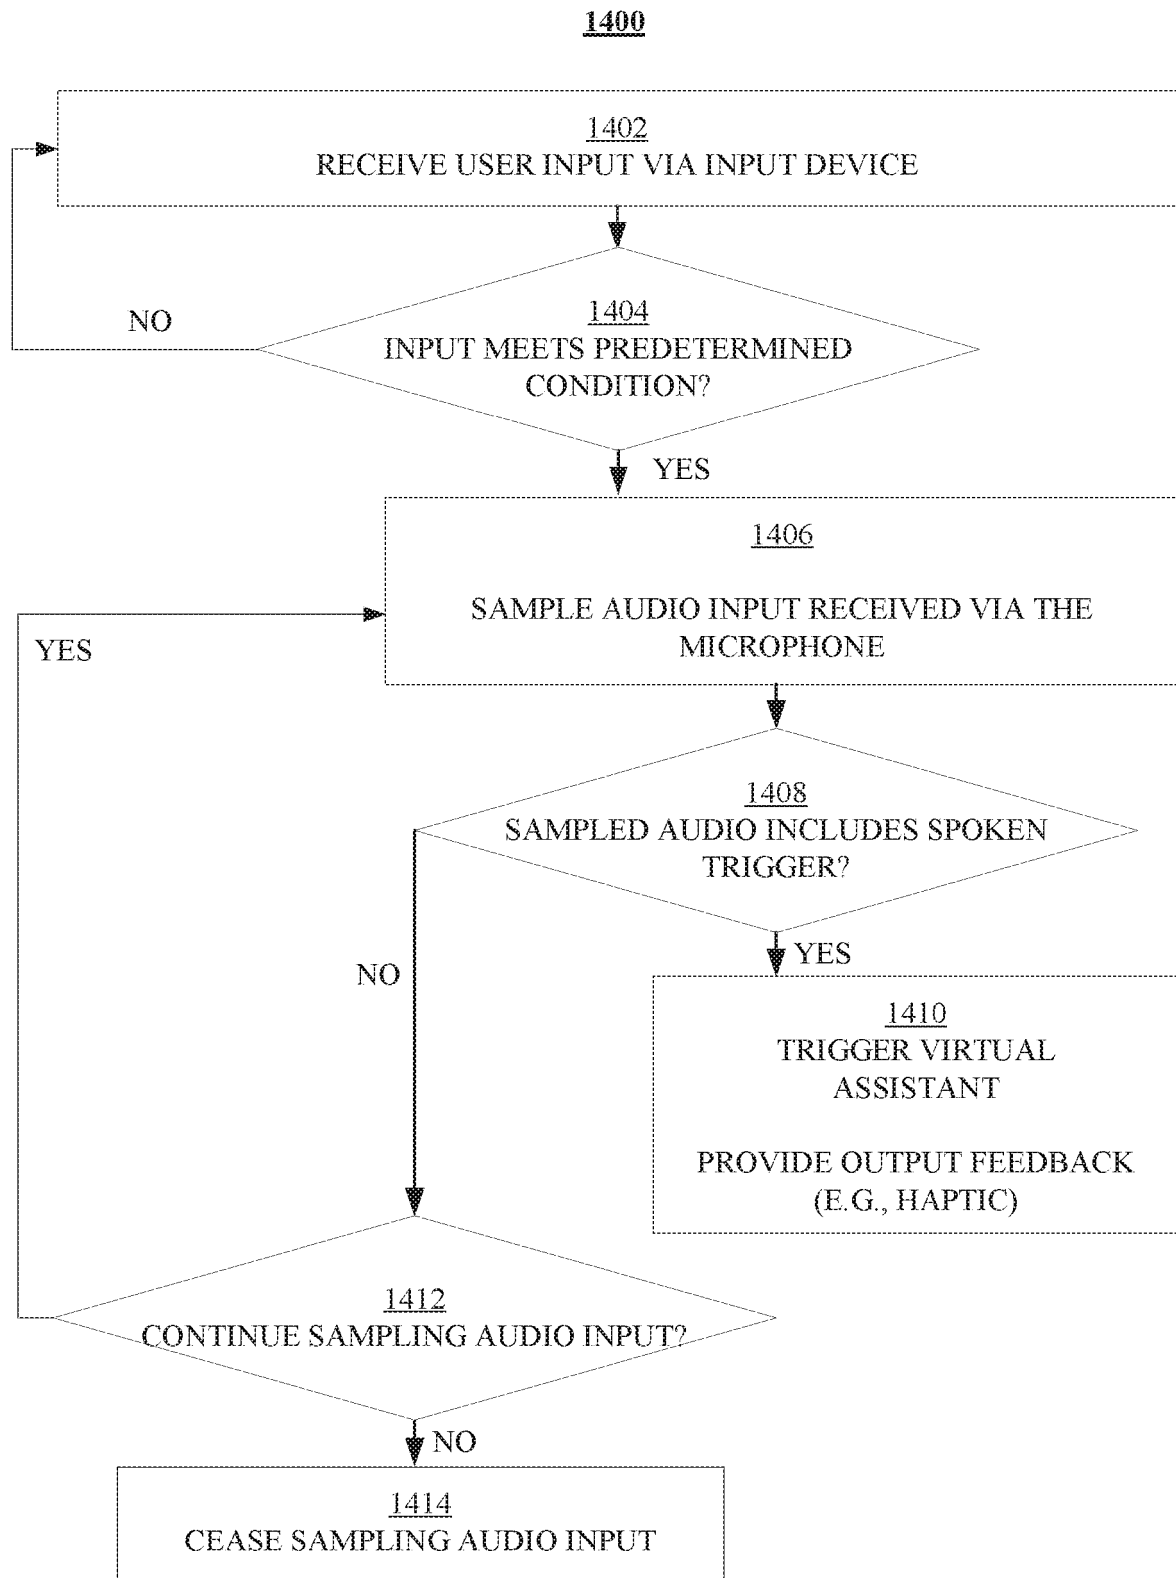 1400
1402
RECEIVE USER INPUT VIA INPUT DEVICE
NO
1404
INPUT MEETS PREDETERMINED
CONDITION?
YES
1406
SAMPLE AUDIO INPUT RECEIVED VIA THE
MICROPHONE
YES
1408
SAMPLED AUDIO INCLUDES SPOKEN
TRIGGER?
NO
YES
1410
TRIGGER VIRTUAL
ASSISTANT
PROVIDE OUTPUT FEEDBACK
(E.G., HAPTIC)
1412
CONTINUE SAMPLING AUDIO INPUT?
NO
1414
CEASE SAMPLING AUDIO INPUT